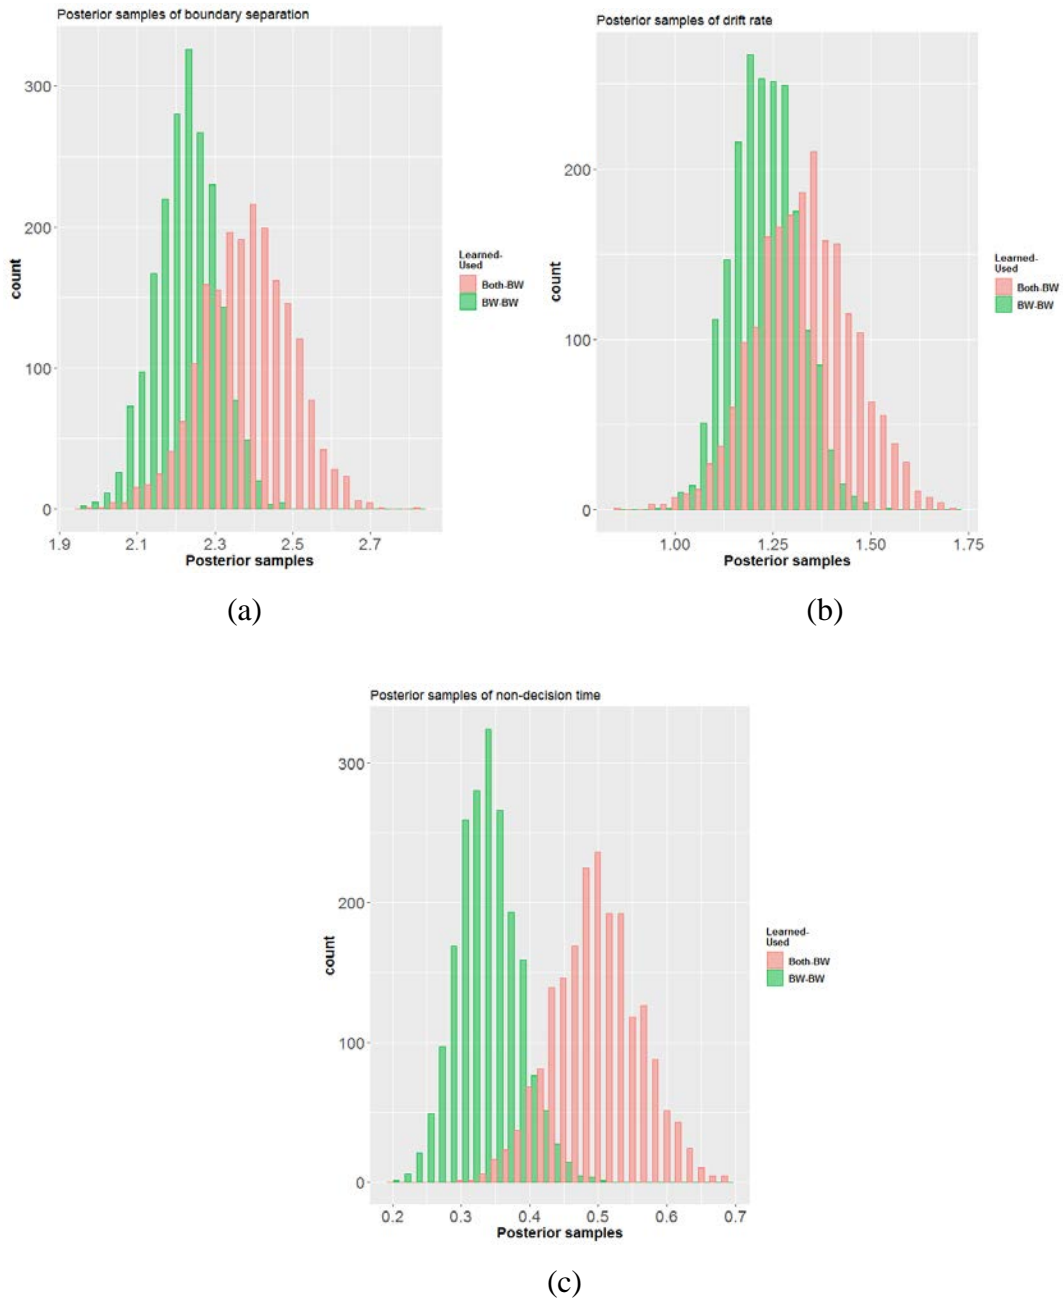 Posterior samples of boundary separation
300
200
100
0
count
1.9 2.1 2.3 2.5 2.7
Posterior samples
Learned-
Used
Both-BW
BW-BW
(a)
Posterior samples of drift rate
200
100
0
count
1.00 1.25 1.50 1.75
Posterior samples
Learned-
Used
Both-BW
BW-BW
(b)
Posterior samples of non-decision time
300
200
100
0
count
0.2 0.3 0.4 0.5 0.6 0.7
Posterior samples
Learned-
Used
Both-BW
BW-BW
(c)